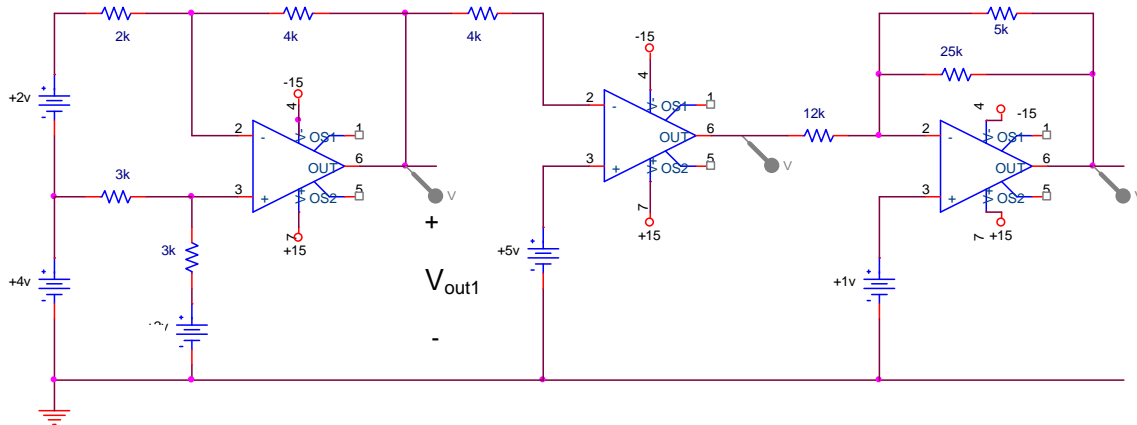 2k
4k
4k
5k
25k
12k
3k
3k
+2v
+4v
+5v
+1v
-15
4
2
-
V-
OS1
1
OUT
6
3
+
V+
OS2
5
7
+15
V
-15
4
2
-
V-
OS1
1
OUT
6
3
+
V+
OS2
5
7
+15
V
4
-15
2
-
V-
OS1
1
OUT
6
3
+
V+
OS2
5
7
+15
V
+
Vout1
-